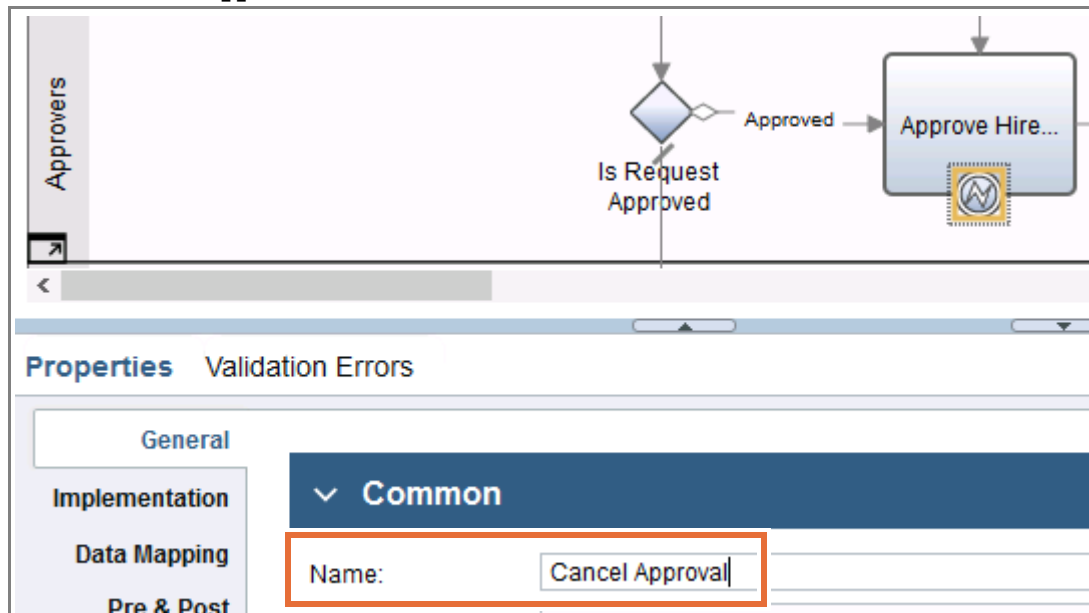 Approvers
Approved
Approve Hire...
Is Request
Approved
Properties Validation Errors
General
Implementation
Common
Data Mapping
Name: Cancel Approval
Pre & Post